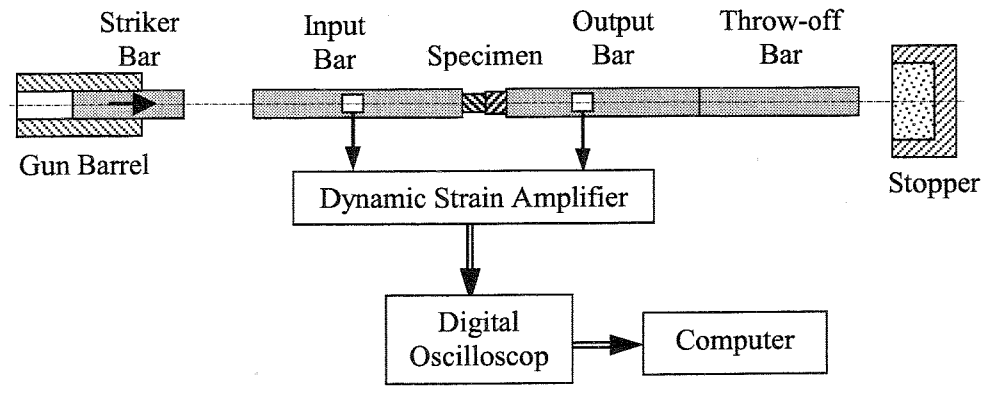 Striker
Bar
Input
Bar
Specimen
Output
Bar
Throw-off
Bar
Gun Barrel
Stopper
Dynamic Strain Amplifier
Digital
Oscilloscop
Computer